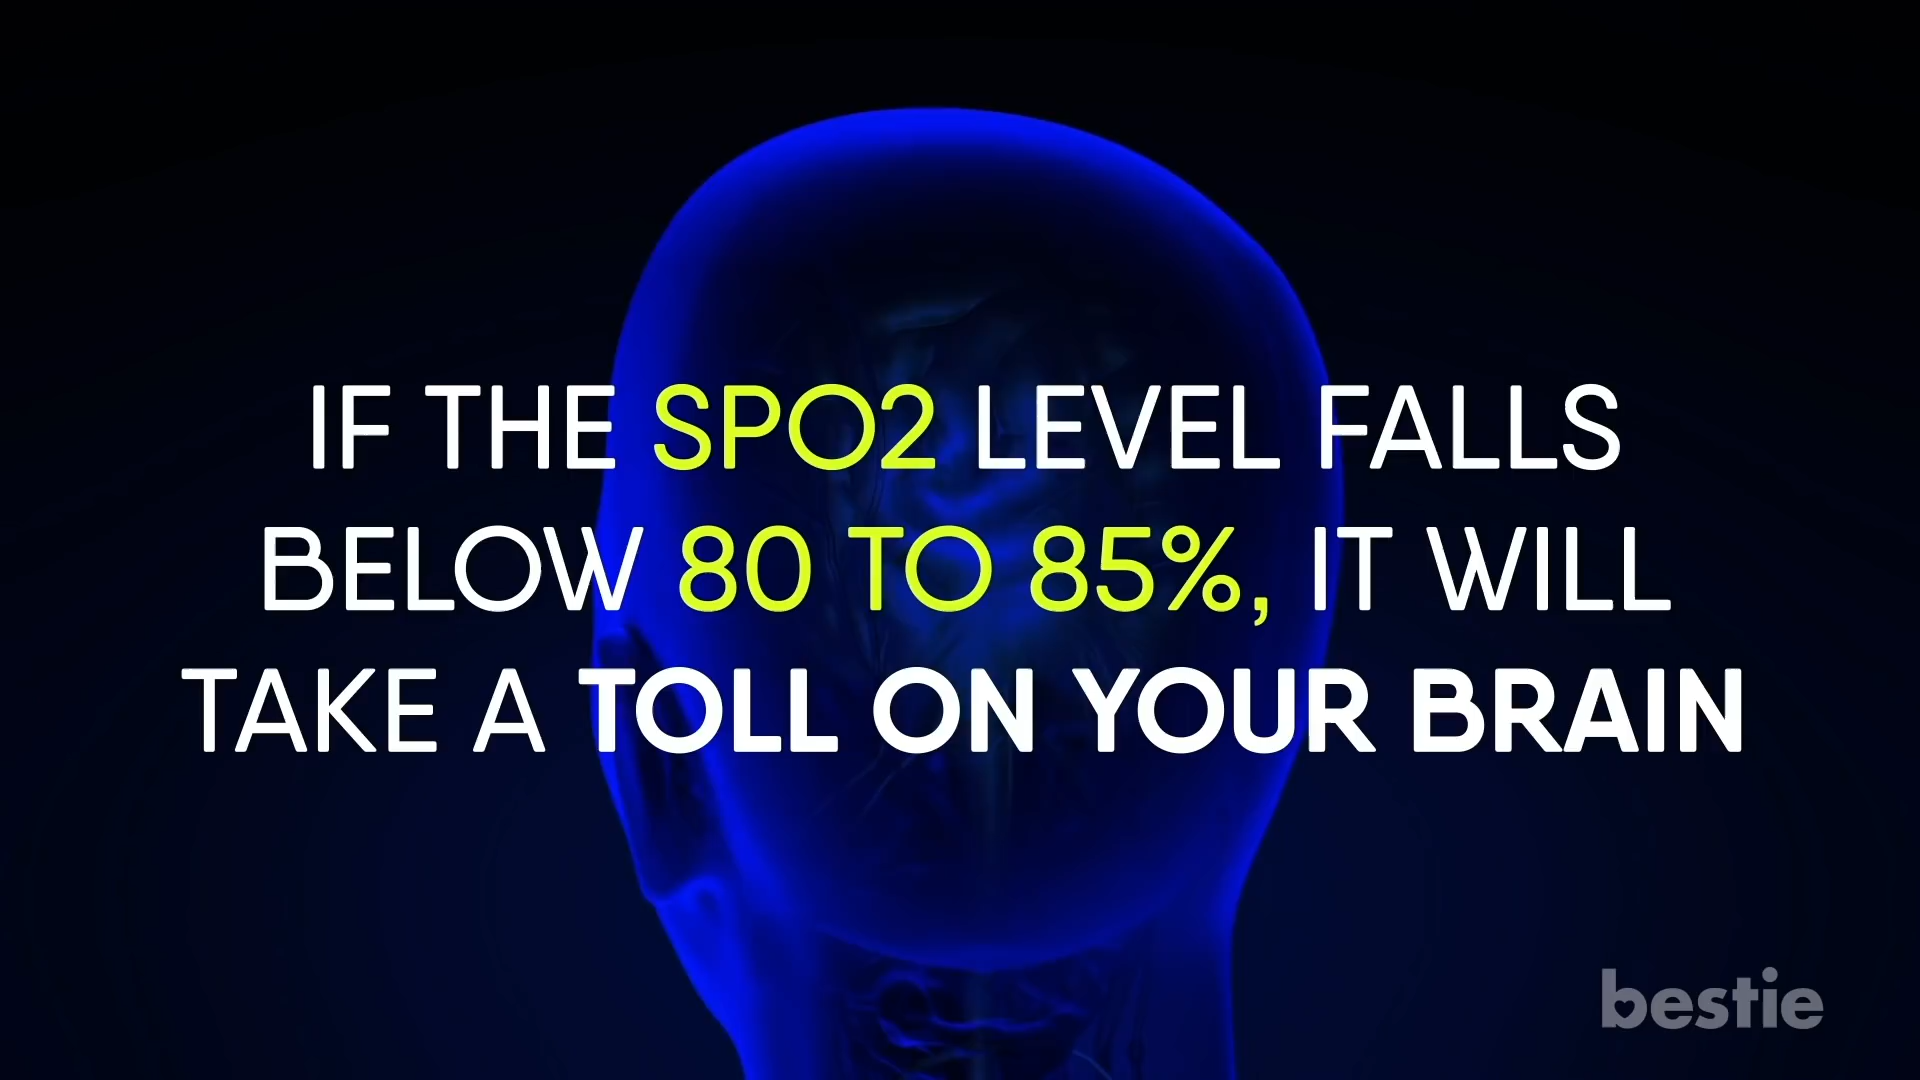 IF THE SPO2 LEVEL FALLS
BELOW 80 TO 85%, IT WILL
TAKE A TOLL ON YOUR BRAIN
bestie